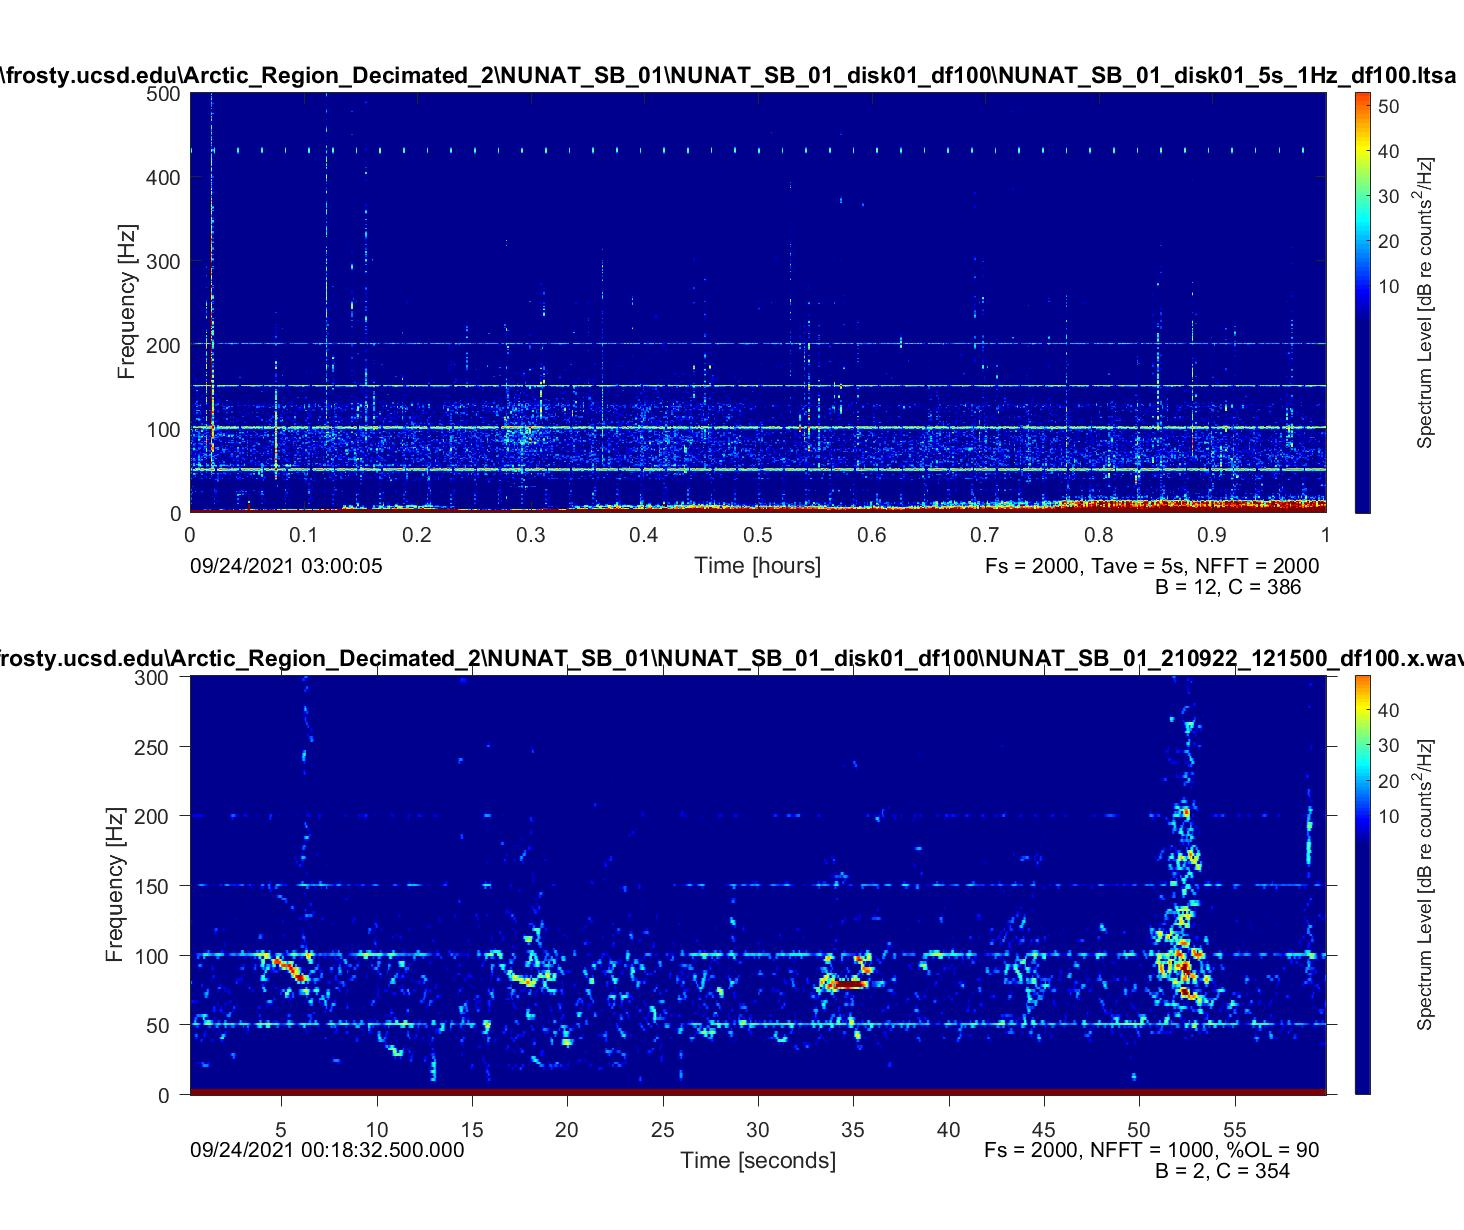 \frosty.ucsd.edu\Arctic_Region_Decimated_2\NUNAT_SB_01\NUNAT_SB_01_disk01_df100\NUNAT_SB_01_disk01_5s_1Hz_df100.ltsa
500
400
300
200
100
0
Frequency [Hz]
0 0.1 0.2 0.3 0.4 0.5 0.6 0.7 0.8 0.9 1
Time [hours]
09/24/2021 03:00:05
Fs = 2000, Tave = 5s, NFFT = 2000
B = 12, C = 386
50
40
30
20
10
Spectrum Level [dB re counts²/Hz]
frosty.ucsd.edu\Arctic_Region_Decimated_2\NUNAT_SB_01\NUNAT_SB_01_disk01_df100\NUNAT_SB_01_210922_121500_df100.x.wav
300
250
200
150
100
50
0
Frequency [Hz]
5 10 15 20 25 30 35 40 45 50 55
Time [seconds]
09/24/2021 00:18:32.500.000
Fs = 2000, NFFT = 1000, %OL = 90
B = 2, C = 354
40
30
20
10
Spectrum Level [dB re counts²/Hz]